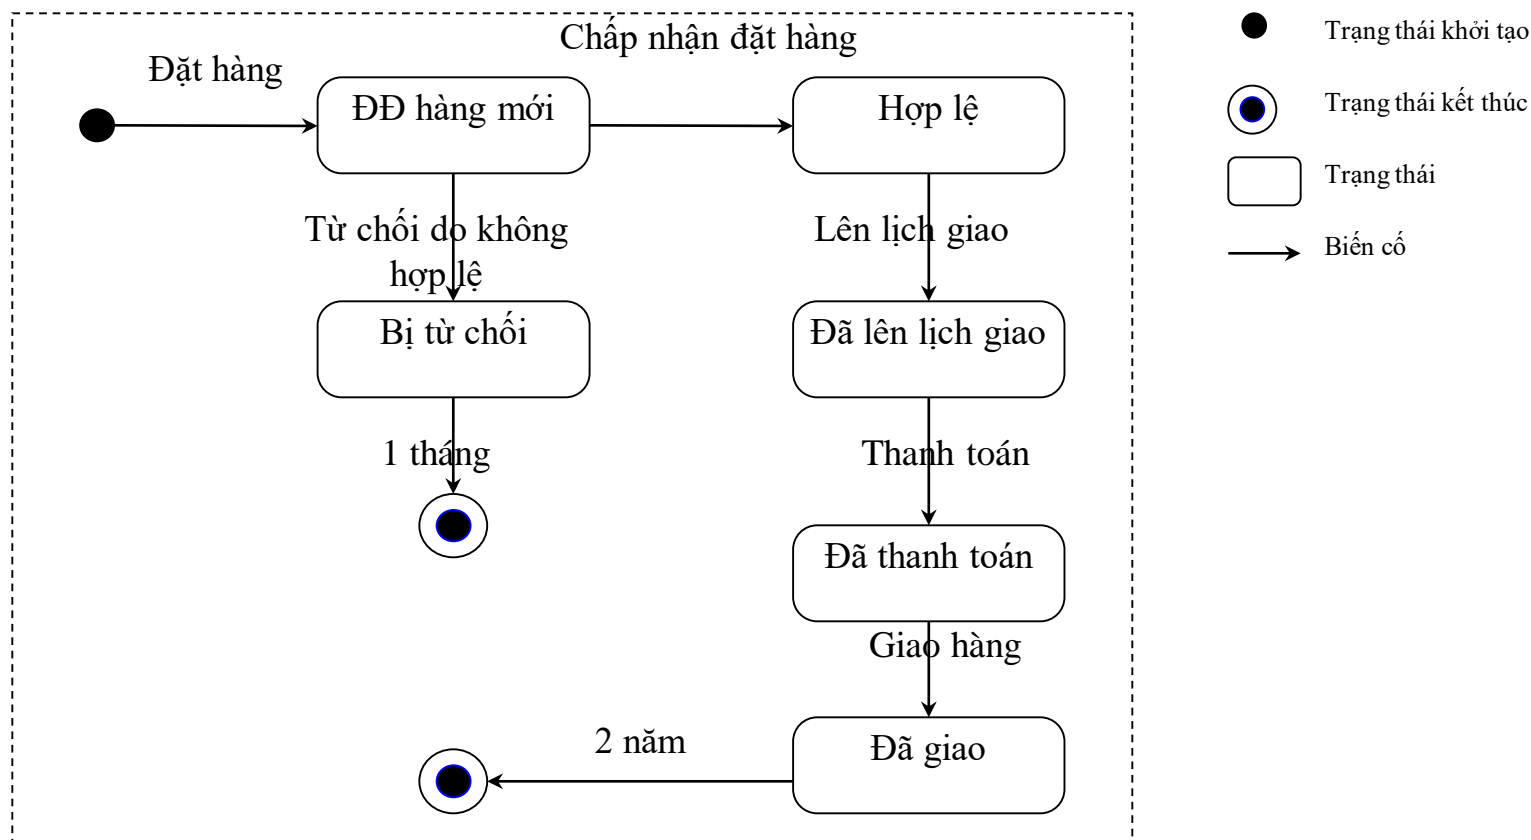 Chấp nhận đặt hàng
Đặt hàng
ĐĐ hàng mới
Hợp lệ
Từ chối do không
hợp lệ
Lên lịch giao
Bị từ chối
Đã lên lịch giao
1 tháng
Thanh toán
Đã thanh toán
Giao hàng
2 năm
Đã giao
Trạng thái khởi tạo
Trạng thái kết thúc
Trạng thái
Biến cố